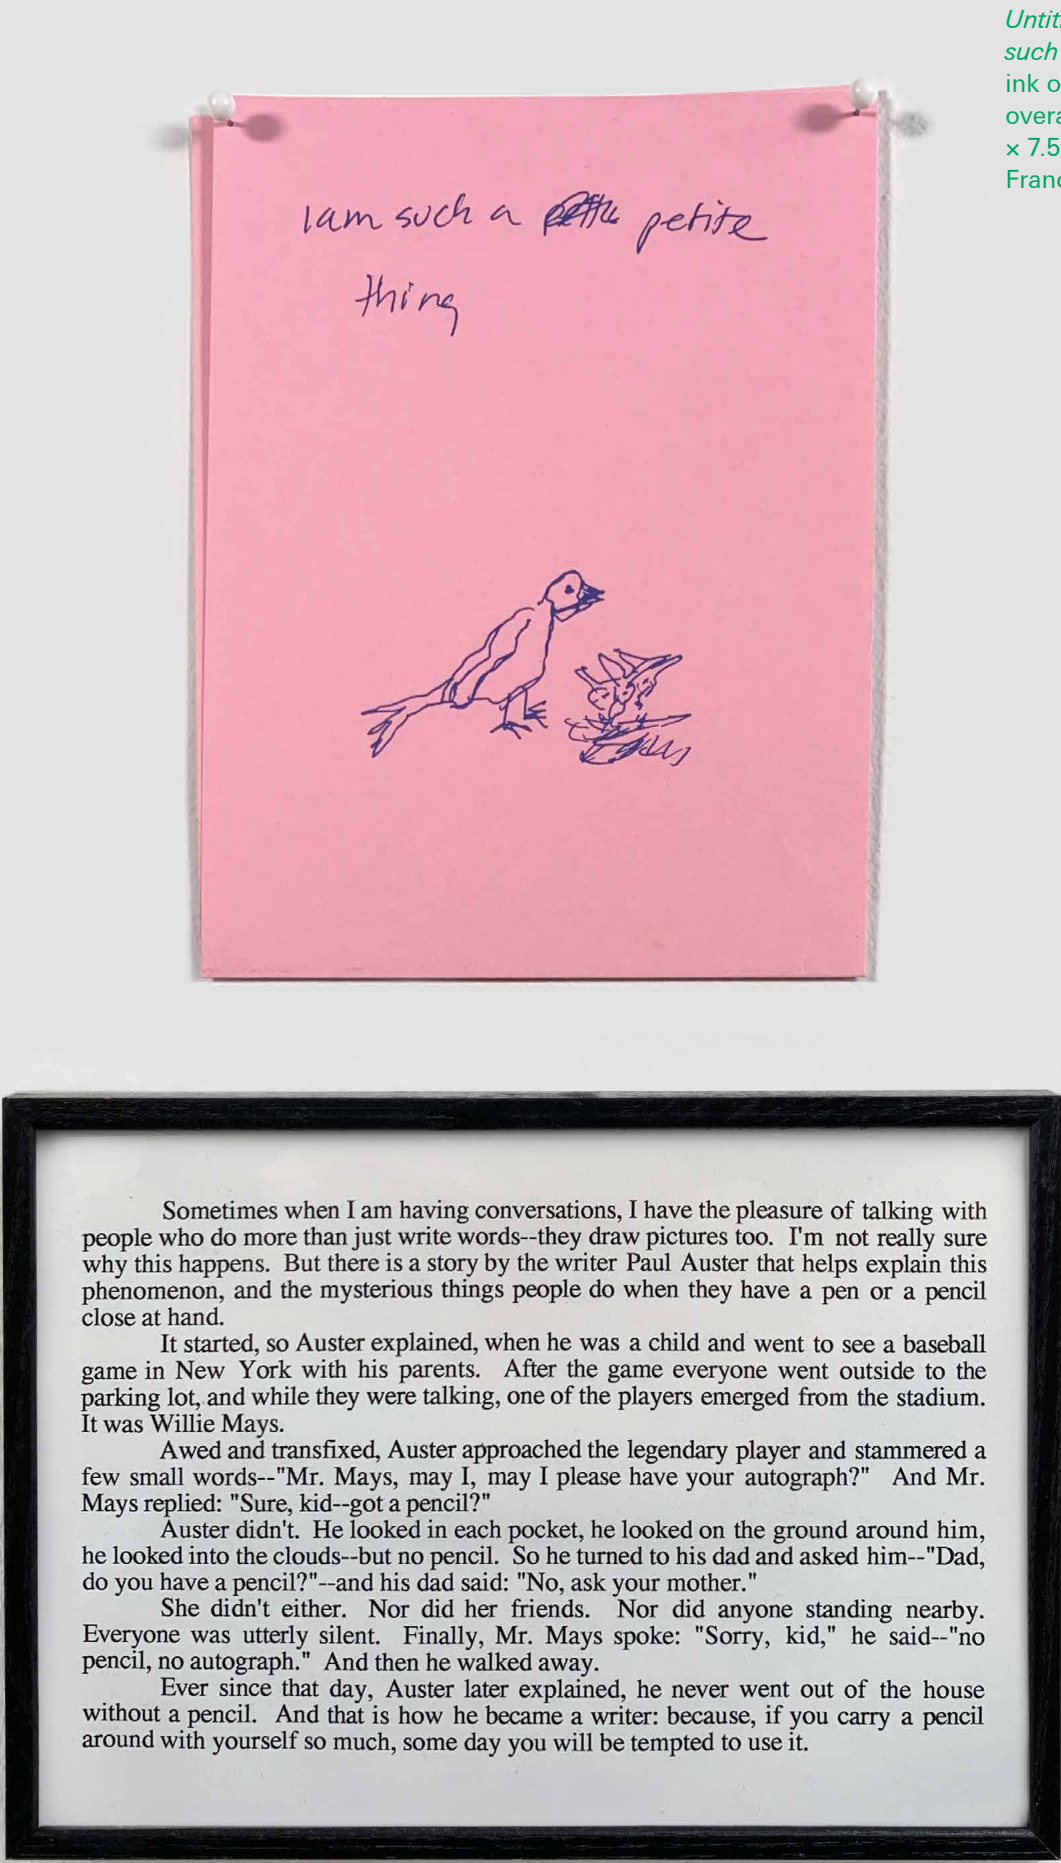 Untit
such
ink o
overa
× 7.5
Franc
I am such a petite
thing
Sometimes when I am having conversations, I have the pleasure of talking with
people who do more than just write words--they draw pictures too. I'm not really sure
why this happens. But there is a story by the writer Paul Auster that helps explain this
phenomenon, and the mysterious things people do when they have a pen or a pencil
close at hand.
It started, so Auster explained, when he was a child and went to see a baseball
game in New York with his parents. After the game everyone went outside to the
parking lot, and while they were talking, one of the players emerged from the stadium.
It was Willie Mays.
Awed and transfixed, Auster approached the legendary player and stammered a
few small words--"Mr. Mays, may I, may I please have your autograph?" And Mr.
Mays replied: "Sure, kid--got a pencil?"
Auster didn't. He looked in each pocket, he looked on the ground around him,
he looked into the clouds--but no pencil. So he turned to his dad and asked him--"Dad,
do you have a pencil?"--and his dad said: "No, ask your mother."
She didn't either. Nor did her friends. Nor did anyone standing nearby.
Everyone was utterly silent. Finally, Mr. Mays spoke: "Sorry, kid," he said--"no
pencil, no autograph." And then he walked away.
Ever since that day, Auster later explained, he never went out of the house
without a pencil. And that is how he became a writer: because, if you carry a pencil
around with yourself so much, some day you will be tempted to use it.